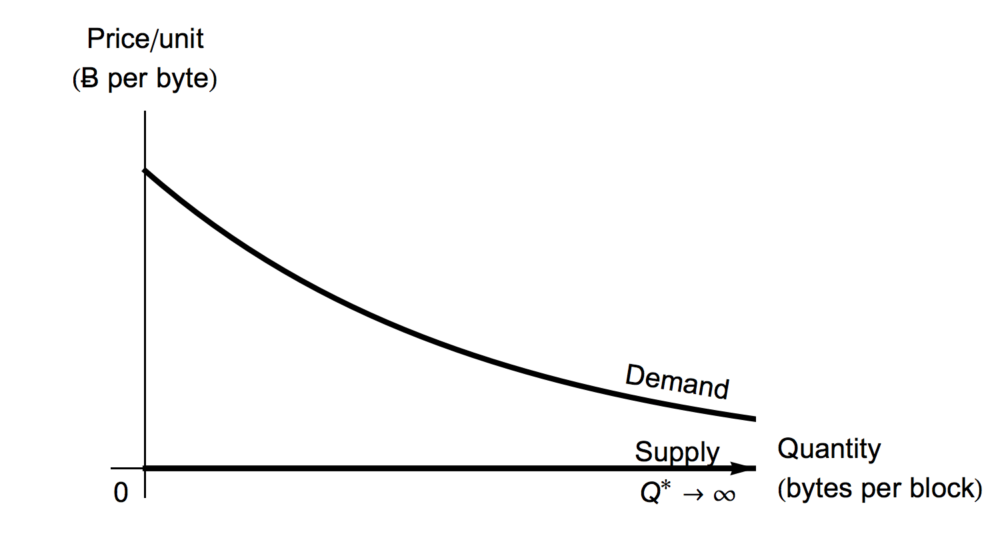 Price/unit
(Ƀ per byte)
Demand
Supply
Quantity
0
Q* → ∞
(bytes per block)